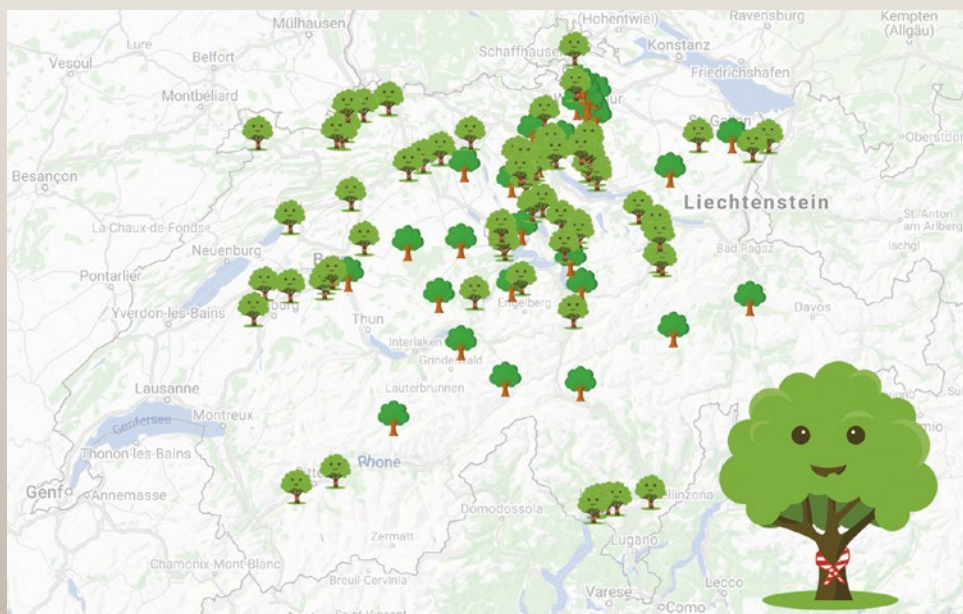 Mülhausen
(Hohentwiel)
Ravensburg
Kempten
(Allgäu)
Vesoul
Lure
Belfort
Schaffhause
Konstanz
Friedrichshafen
Montbéliard
Oberstdor
Besançon
Liechtenstein
La-Chaux-de-Fonds
Neuenburg
St. Anton
am Arlberg
Ischgl
Bad Ragaz
Pontarlier
Yverdon-les-Bains
Thun
Engelberg
Davos
Interlaken
Grindelwald
Lauterbrunnen
Lausanne
Montreux
Genfersee
Thonon-les-Bains
Rhone
Genf
Annemasse
Domodossola
llinzona
Lugano
Zermatt
Chamonix-Mont-Blanc
Breuil-Cervinia
Varese
Lecco
Como